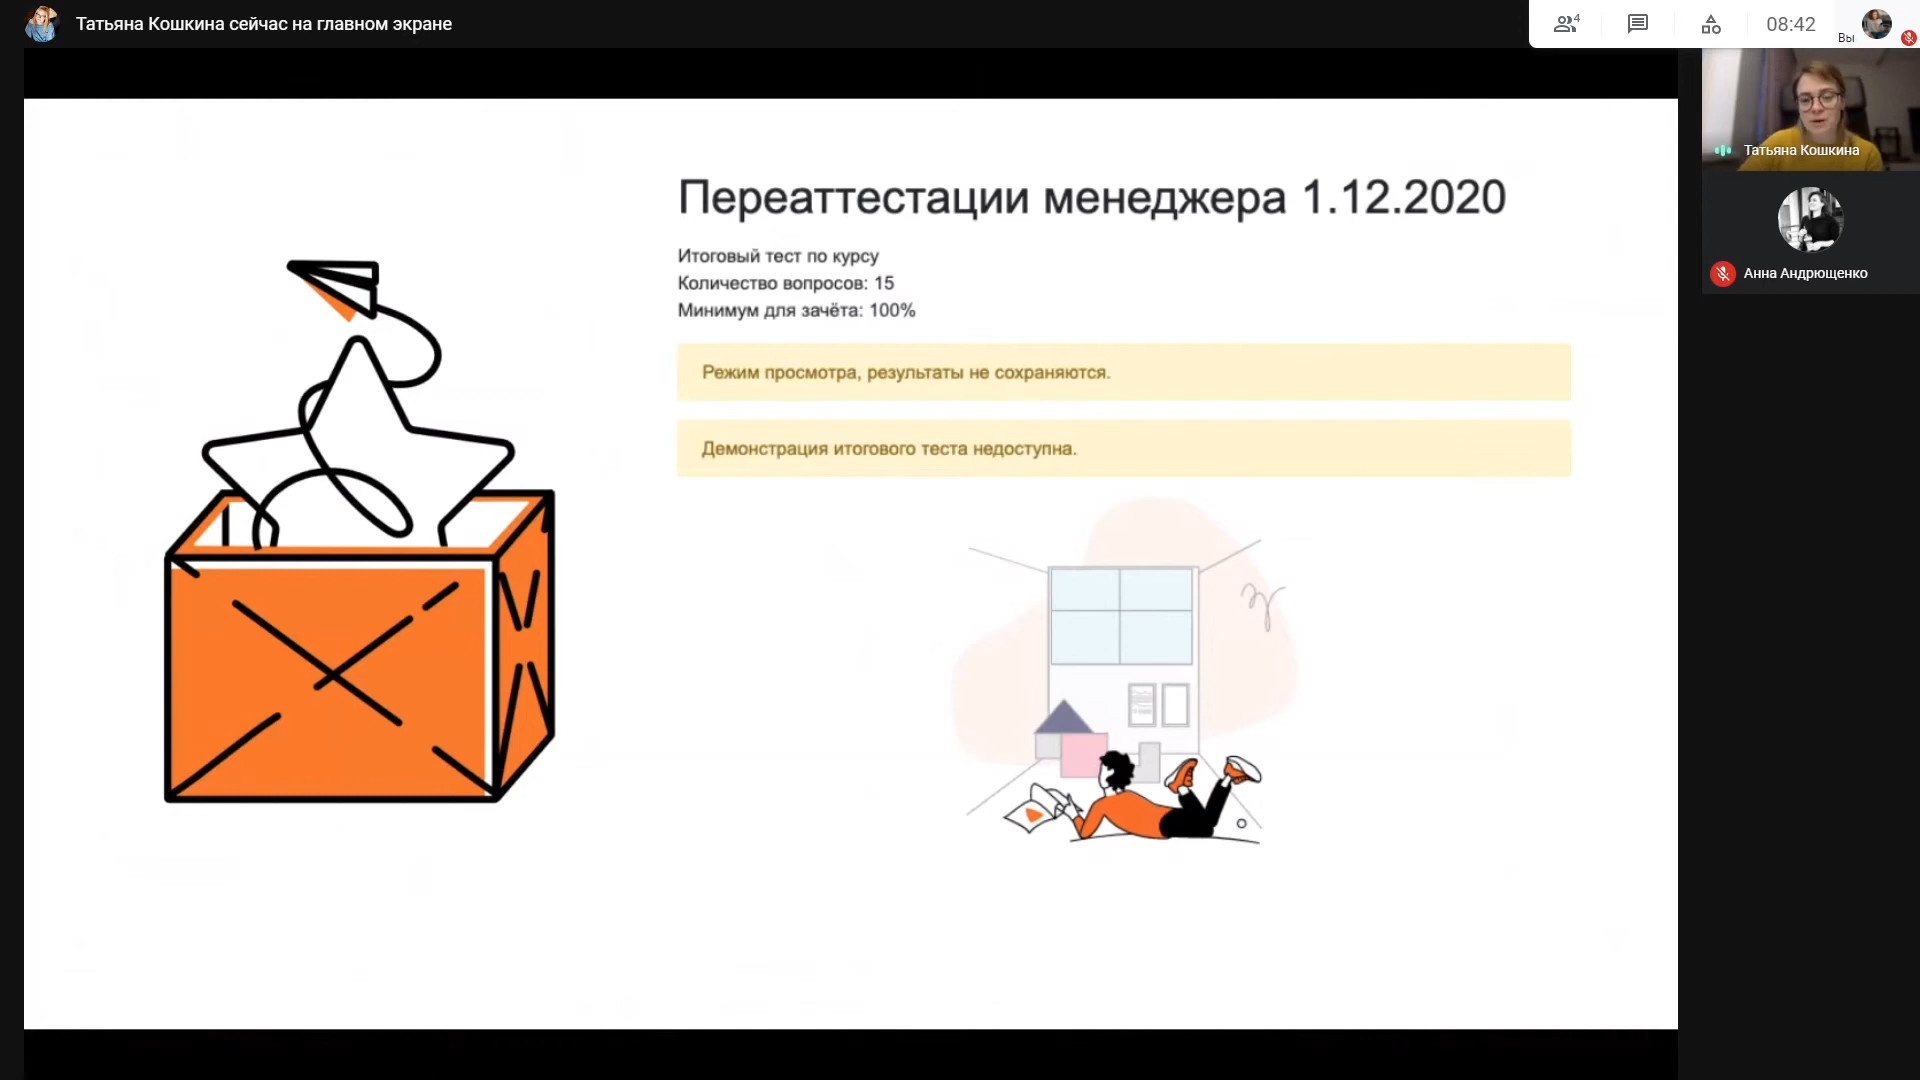 Татьяна Кошкина сейчас на главном экране
4
08:42
Вы
Татьяна Кошкина
Анна Андрющенко
Переаттестации менеджера 1.12.2020
Итоговый тест по курсу
Количество вопросов: 15
Минимум для зачёта: 100%
Режим просмотра, результаты не сохраняются.
Демонстрация итогового теста недоступна.